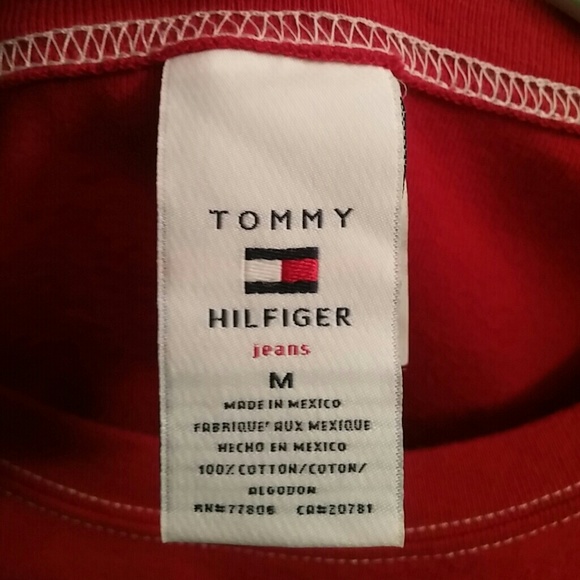 TOMMY
HILFIGER
jeans
M
MADE IN MEXICO
FABRIQUE' AUX MEXIQUE
HECHO EN MEXICO
100% COTTON/COTON/
ALGODON
RN#77806 CA#20781